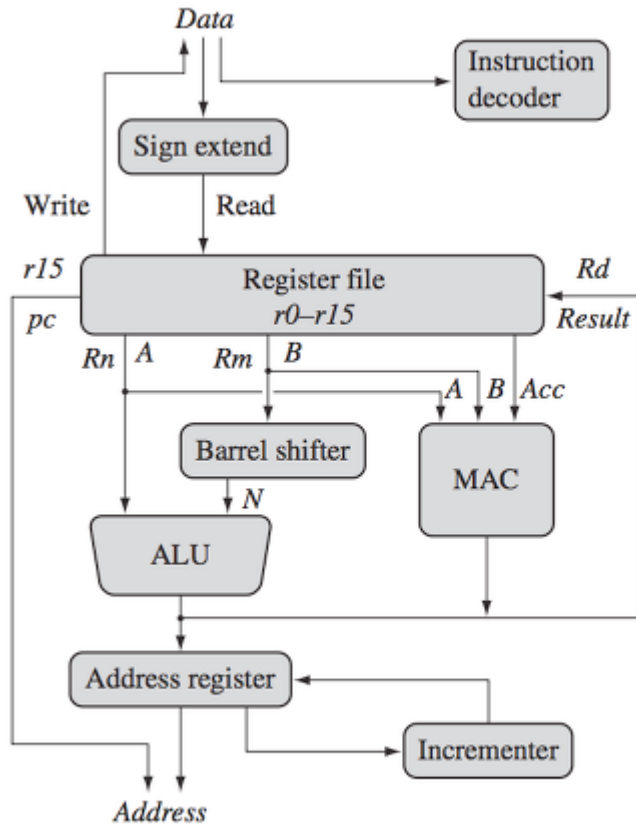 Data
Instruction
decoder
Sign extend
Write
Read
r15
Register file
Rd
pc
r0–r15
Result
Rn
A
Rm
B
A
B
Acc
Barrel shifter
MAC
N
ALU
Address register
Incrementer
Address